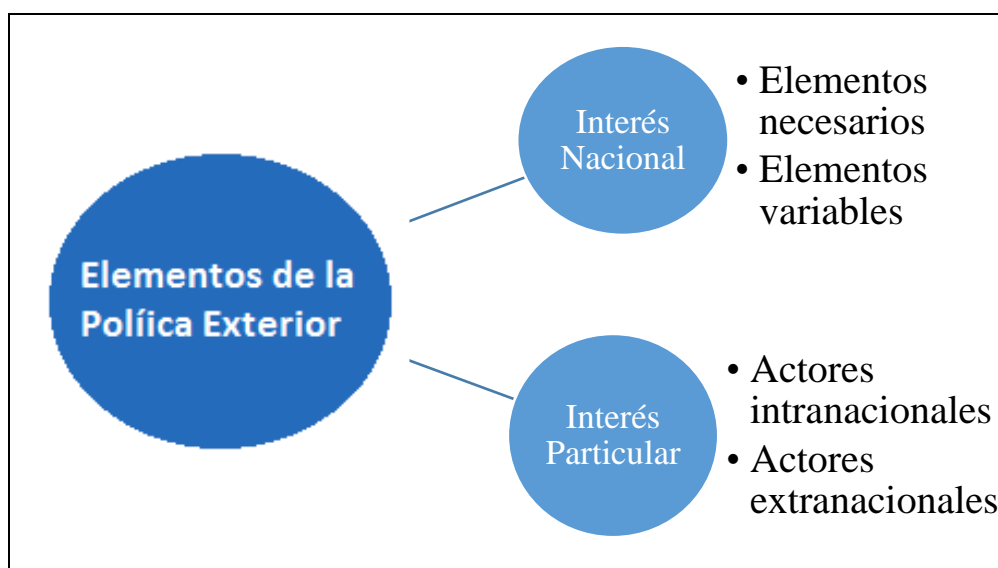 Elementos de la
Políica Exterior
Interés
Nacional
• Elementos
necesarios
• Elementos
variables
Interés
Particular
• Actores
intranacionales
• Actores
extranacionales